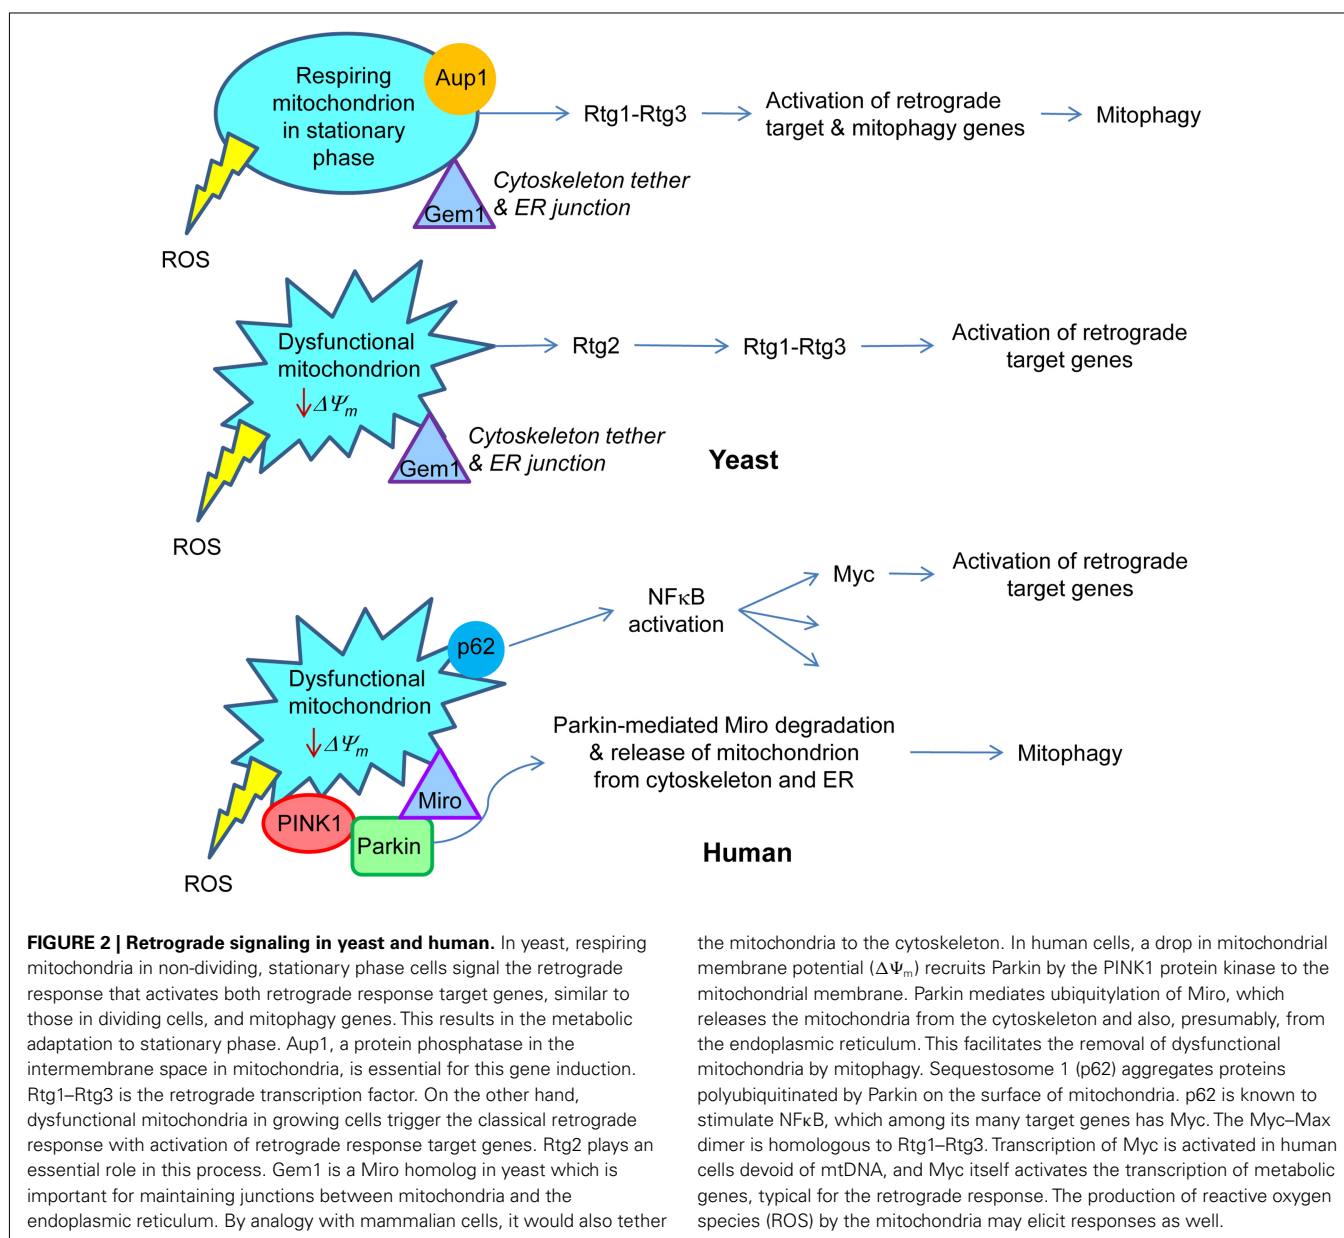 Respiring
mitochondrion
in stationary
phase
Aup1
Rtg1-Rtg3
Activation of retrograde
target & mitophagy genes
Mitophagy
Cytoskeleton tether
& ER junction
Gem1
ROS
Dysfunctional
mitochondrion
ΔΨm
Rtg2
Rtg1-Rtg3
Activation of retrograde
target genes
Cytoskeleton tether
& ER junction
Gem1
Yeast
ROS
Dysfunctional
mitochondrion
ΔΨm
p62
NFκB
activation
Myc
Activation of retrograde
target genes
Parkin-mediated Miro degradation
& release of mitochondrion
from cytoskeleton and ER
Mitophagy
Miro
PINK1
Parkin
Human
ROS
FIGURE 2 | Retrograde signaling in yeast and human. In yeast, respiring
mitochondria in non-dividing, stationary phase cells signal the retrograde
response that activates both retrograde response target genes, similar to
those in dividing cells, and mitophagy genes. This results in the metabolic
adaptation to stationary phase. Aup1, a protein phosphatase in the
intermembrane space in mitochondria, is essential for this gene induction.
Rtg1–Rtg3 is the retrograde transcription factor. On the other hand,
dysfunctional mitochondria in growing cells trigger the classical retrograde
response with activation of retrograde response target genes. Rtg2 plays an
essential role in this process. Gem1 is a Miro homolog in yeast which is
important for maintaining junctions between mitochondria and the
endoplasmic reticulum. By analogy with mammalian cells, it would also tether
the mitochondria to the cytoskeleton. In human cells, a drop in mitochondrial
membrane potential (ΔΨm) recruits Parkin by the PINK1 protein kinase to the
mitochondrial membrane. Parkin mediates ubiquitylation of Miro, which
releases the mitochondria from the cytoskeleton and also, presumably, from
the endoplasmic reticulum. This facilitates the removal of dysfunctional
mitochondria by mitophagy. Sequestosome 1 (p62) aggregates proteins
polyubiquitinated by Parkin on the surface of mitochondria. p62 is known to
stimulate NFκB, which among its many target genes has Myc. The Myc–Max
dimer is homologous to Rtg1–Rtg3. Transcription of Myc is activated in human
cells devoid of mtDNA, and Myc itself activates the transcription of metabolic
genes, typical for the retrograde response. The production of reactive oxygen
species (ROS) by the mitochondria may elicit responses as well.